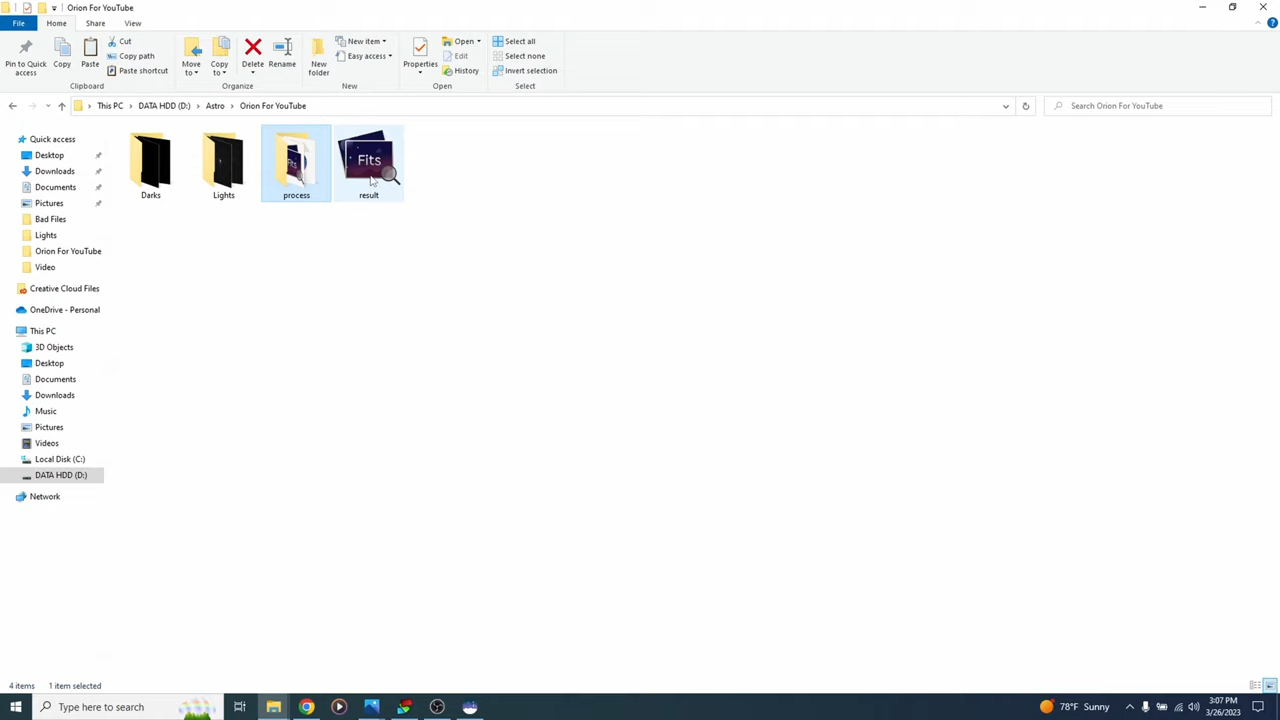 Orion For YouTube
File
Home
Share
View
Pin to Quick access
Copy
Paste
Cut
Copy path
Paste shortcut
Clipboard
Move to
Copy to
Delete
Rename
Organize
New folder
New item
Easy access
New
Properties
Open
Edit
History
Open
Select all
Select none
Invert selection
Select
This PC
DATA HDD (D:)
Astro
Orion For YouTube
Search Orion For YouTube
Quick access
Desktop
Downloads
Documents
Pictures
Bad Files
Lights
Orion For YouTube
Video
Creative Cloud Files
OneDrive - Personal
This PC
3D Objects
Desktop
Documents
Downloads
Music
Pictures
Videos
Local Disk (C:)
DATA HDD (D:)
Network
Darks
Lights
Fits
process
Fits
result
4 items
1 item selected
Type here to search
78°F Sunny
3:07 PM
3/26/2023